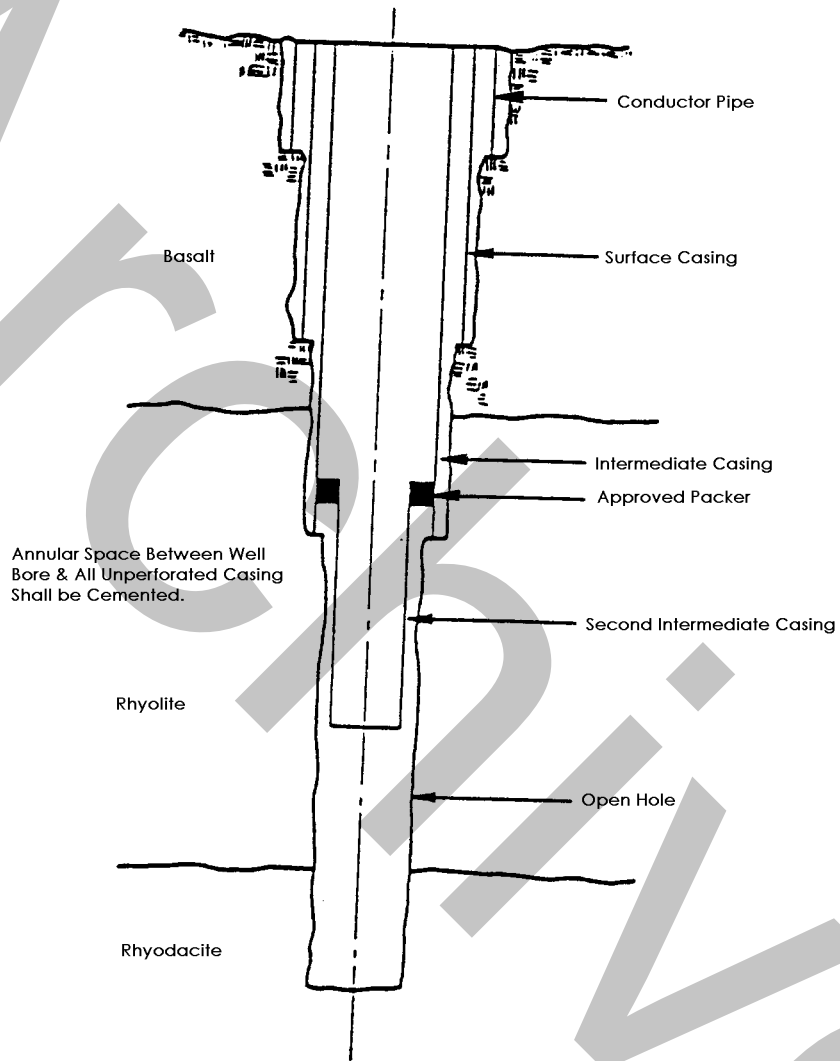 Conductor Pipe
Basalt
Surface Casing
Intermediate Casing
Approved Packer
Annular Space Between Well
Bore & All Unperforated Casing
Shall be Cemented.
Second Intermediate Casing
Rhyolite
Open Hole
Rhyodacite